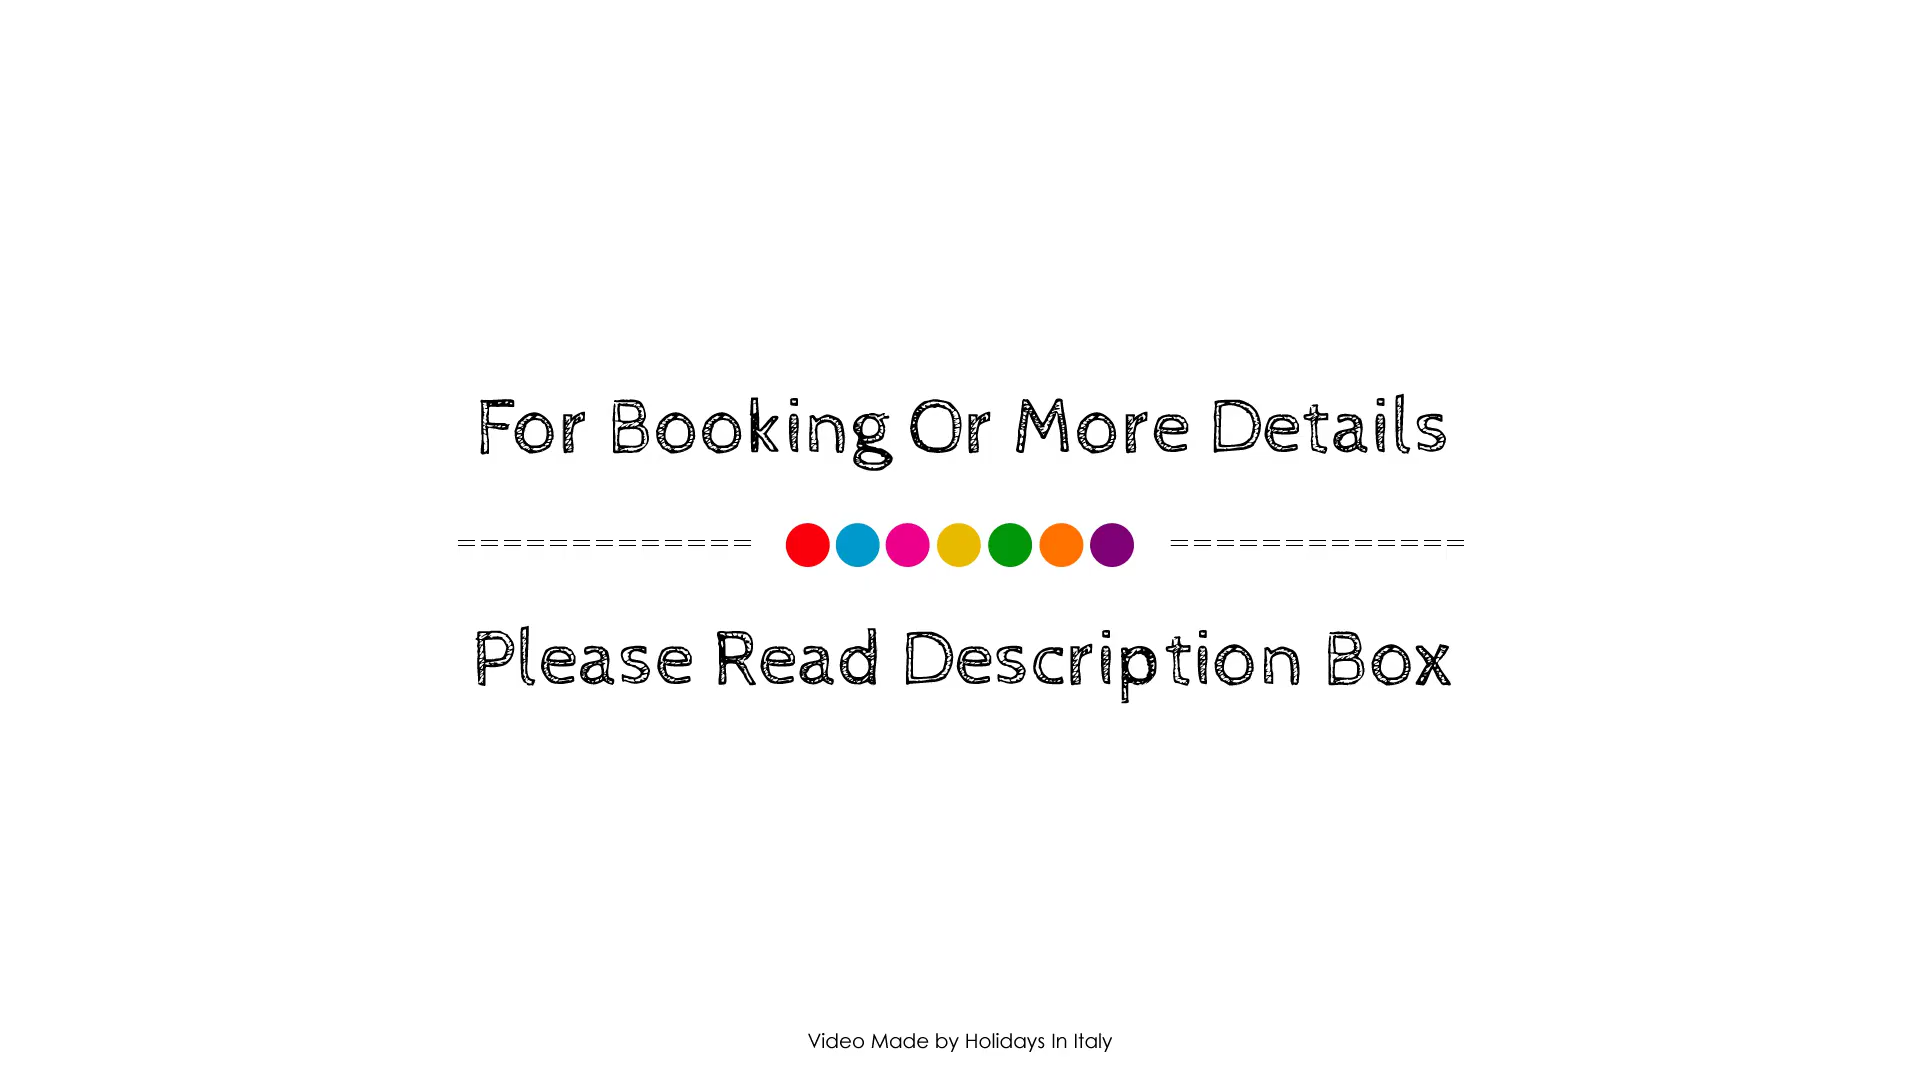 For Booking Or More Details
============= =============
Please Read Description Box
Video Made by Holidays In Italy